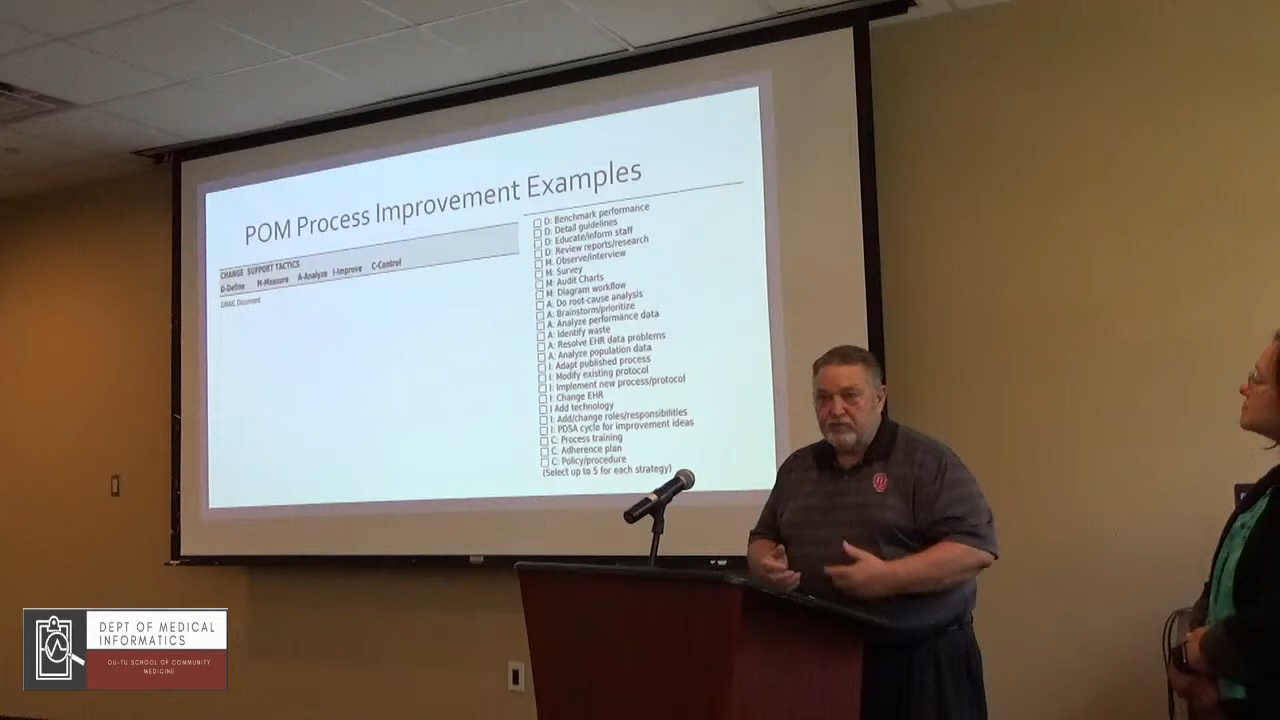 POM Process Improvement Examples
CHANGE SUPPORT TACTICS
D-Define M-Measure A-Analyze I-Improve C-Control
DMAIC Document
D: Benchmark performance
D: Detail guidelines
D: Educate/inform staff
D: Review reports/research
M: Observe/interview
M: Survey
M: Audit Charts
M: Diagram workflow
A: Do root-cause analysis
A: Brainstorm/prioritize
A: Analyze performance data
A: Identify waste
A: Resolve EHR data problems
A: Analyze population data
I: Adapt published process
I: Modify existing protocol
I: Implement new process/protocol
I: Change EHR
I Add technology
I: Add/change roles/responsibilities
I: PDSA cycle for improvement ideas
C: Process training
C: Adherence plan
C: Policy/procedure
(Select up to 5 for each strategy)
DEPT OF MEDICAL
INFORMATICS
OU-TU SCHOOL OF COMMUNITY
MEDICINE